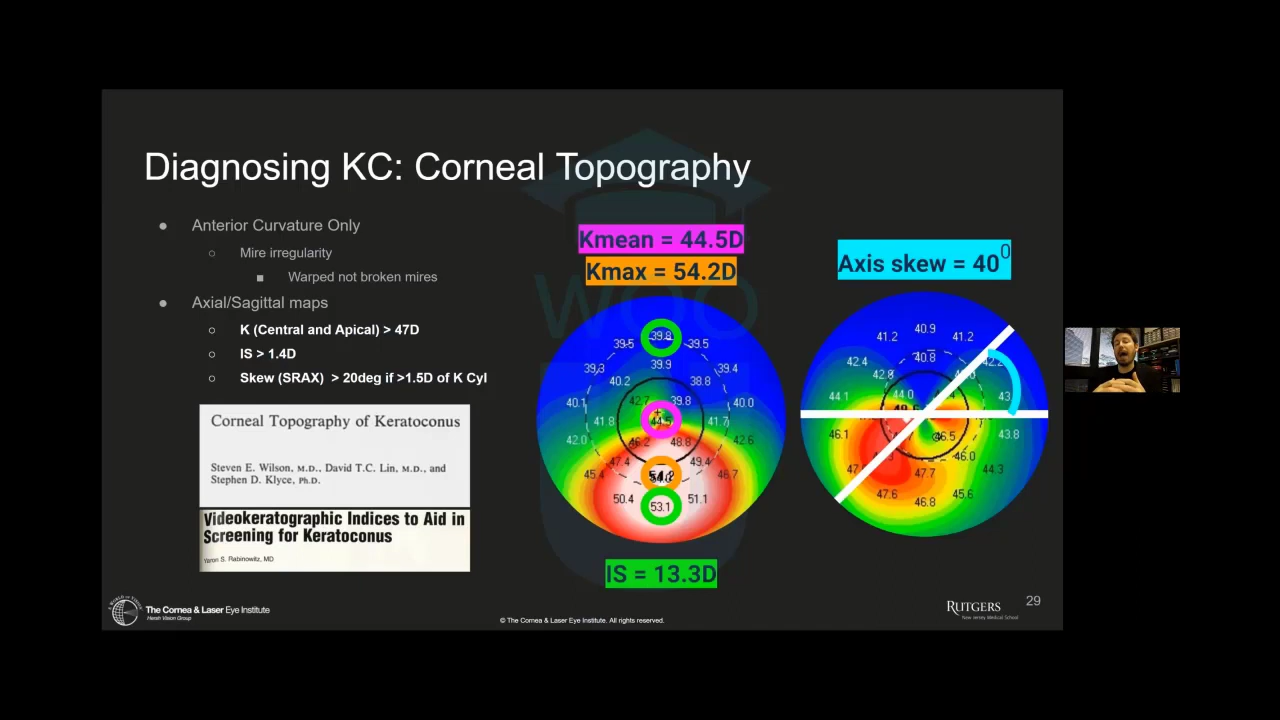 Diagnosing KC: Corneal Topography
● Anterior Curvature Only
○ Mire irregularity
■ Warped not broken mires
● Axial/Sagittal maps
○ K (Central and Apical) > 47D
○ IS > 1.4D
○ Skew (SRAX) > 20deg if >1.5D of K Cyl
Corneal Topography of Keratoconus
Steven E. Wilson, M.D., David T.C. Lin, M.D., and
Stephen D. Klyce, Ph.D.
Videokeratographic Indices to Aid in
Screening for Keratoconus
Yaron S. Rabinowitz, MD
WOO
Kmean = 44.5D
Kmax = 54.2D
39.8
39.5 39.5
39.3 39.9 39.4
40.2 38.8
40.1 42.7 39.8 40.0
41.8 44.5 41.7
42.0 46.2 48.8 42.6
47.4 49.4
45.4 46.7
50.4 51.1
53.1
IS = 13.3D
Axis skew = 40⁰
40.9
41.2 41.2
42.4 40.8 42.2
42.8
44.1 44.0
46.1 46.5 43.8
46.0
47.7 44.3
47.6 46.8 45.6
The Cornea & Laser Eye Institute
Hersh Vision Group
© The Cornea & Laser Eye Institute. All rights reserved.
RUTGERS
New Jersey Medical School
29